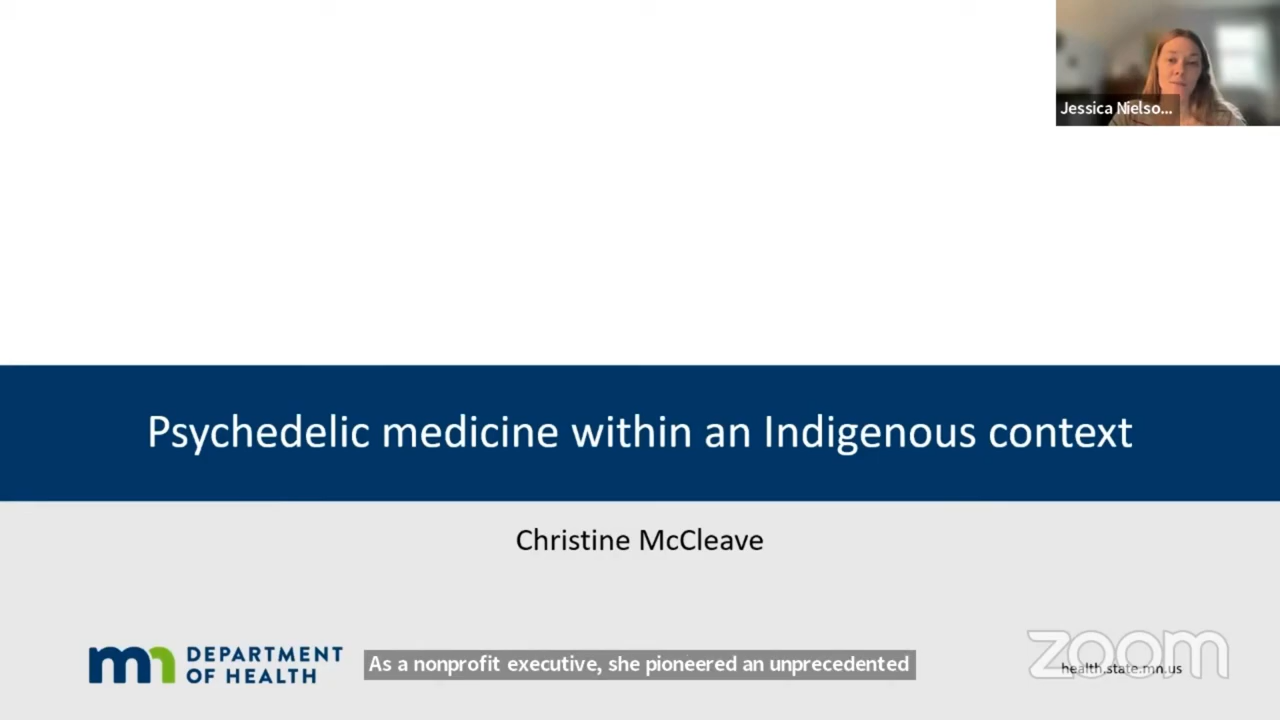 Jessica Nielso...
Psychedelic medicine within an Indigenous context
Christine McCleave
mn DEPARTMENT
OF HEALTH
As a nonprofit executive, she pioneered an unprecedented
zoom
health.state.mn.us